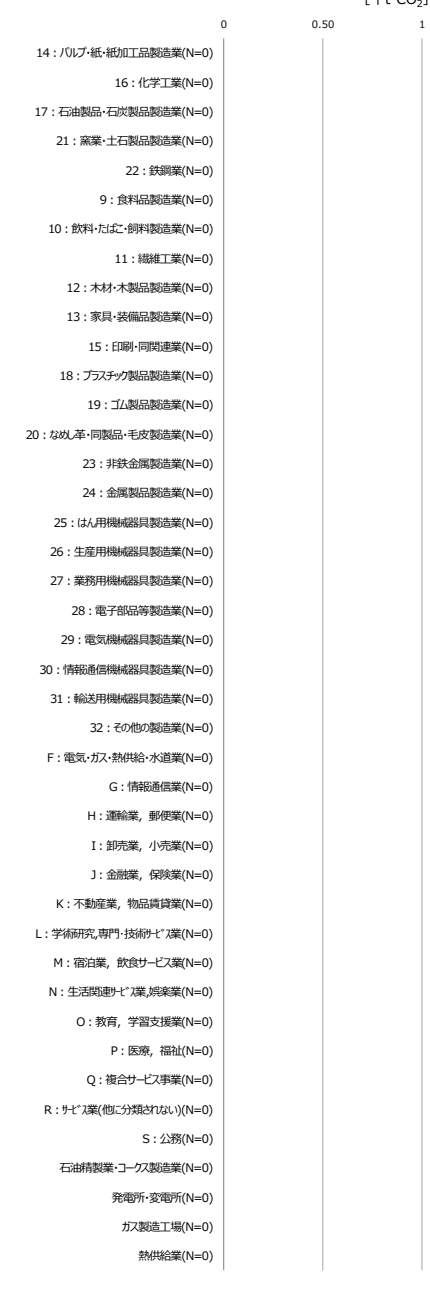 0 0.50 1
14：パルプ・紙・紙加工品製造業(N=0)
16：化学工業(N=0)
17：石油製品・石炭製品製造業(N=0)
21：窯業・土石製品製造業(N=0)
22：鉄鋼業(N=0)
9：食料品製造業(N=0)
10：飲料・たばこ・飼料製造業(N=0)
11：繊維工業(N=0)
12：木材・木製品製造業(N=0)
13：家具・装備品製造業(N=0)
15：印刷・同関連業(N=0)
18：プラスチック製品製造業(N=0)
19：ゴム製品製造業(N=0)
20：なめし革・同製品・毛皮製造業(N=0)
23：非鉄金属製造業(N=0)
24：金属製品製造業(N=0)
25：はん用機械器具製造業(N=0)
26：生産用機械器具製造業(N=0)
27：業務用機械器具製造業(N=0)
28：電子部品等製造業(N=0)
29：電気機械器具製造業(N=0)
30：情報通信機械器具製造業(N=0)
31：輸送用機械器具製造業(N=0)
32：その他の製造業(N=0)
F：電気・ガス・熱供給・水道業(N=0)
G：情報通信業(N=0)
H：運輸業，郵便業(N=0)
I：卸売業，小売業(N=0)
J：金融業，保険業(N=0)
K：不動産業，物品賃貸業(N=0)
L：学術研究,専門・技術ｻｰﾋﾞｽ業(N=0)
M：宿泊業，飲食サービス業(N=0)
N：生活関連ｻｰﾋﾞｽ業,娯楽業(N=0)
O：教育，学習支援業(N=0)
P：医療，福祉(N=0)
Q：複合サービス事業(N=0)
R：ｻｰﾋﾞｽ業(他に分類されない)(N=0)
S：公務(N=0)
石油精製業・コークス製造業(N=0)
発電所・変電所(N=0)
ガス製造工場(N=0)
熱供給業(N=0)